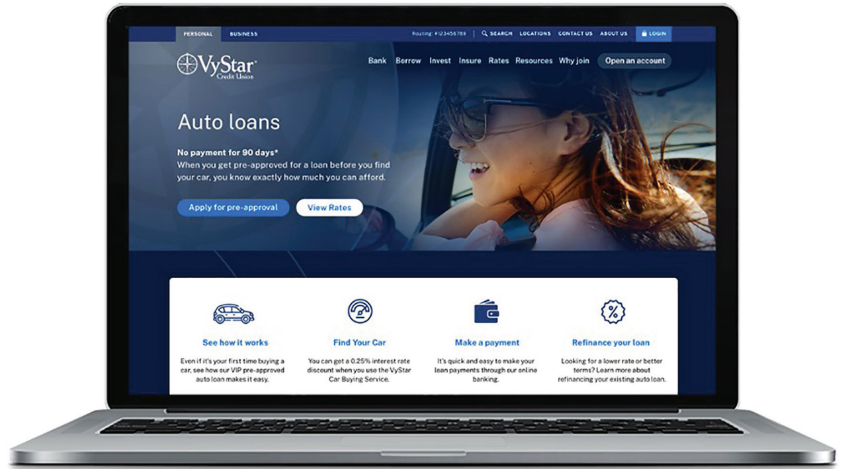 PERSONAL BUSINESS Routing: #123456789 SEARCH LOCATIONS CONTACT US ABOUT US LOGIN
VyStar
Credit Union
Bank Borrow Invest Insure Rates Resources Why join Open an account
Auto loans
No payment for 90 days*
When you get pre-approved for a loan before you find
your car, you know exactly how much you can afford.
Apply for pre-approval View Rates
See how it works
Even if it's your first time buying a
car, see how our VIP pre-approved
auto loan makes it easy.
Find Your Car
You can get a 0.25% interest rate
discount when you use the VyStar
Car Buying Service.
Make a payment
It's quick and easy to make your
loan payments through our online
banking.
Refinance your loan
Looking for a lower rate or better
terms? Learn more about
refinancing your existing auto loan.